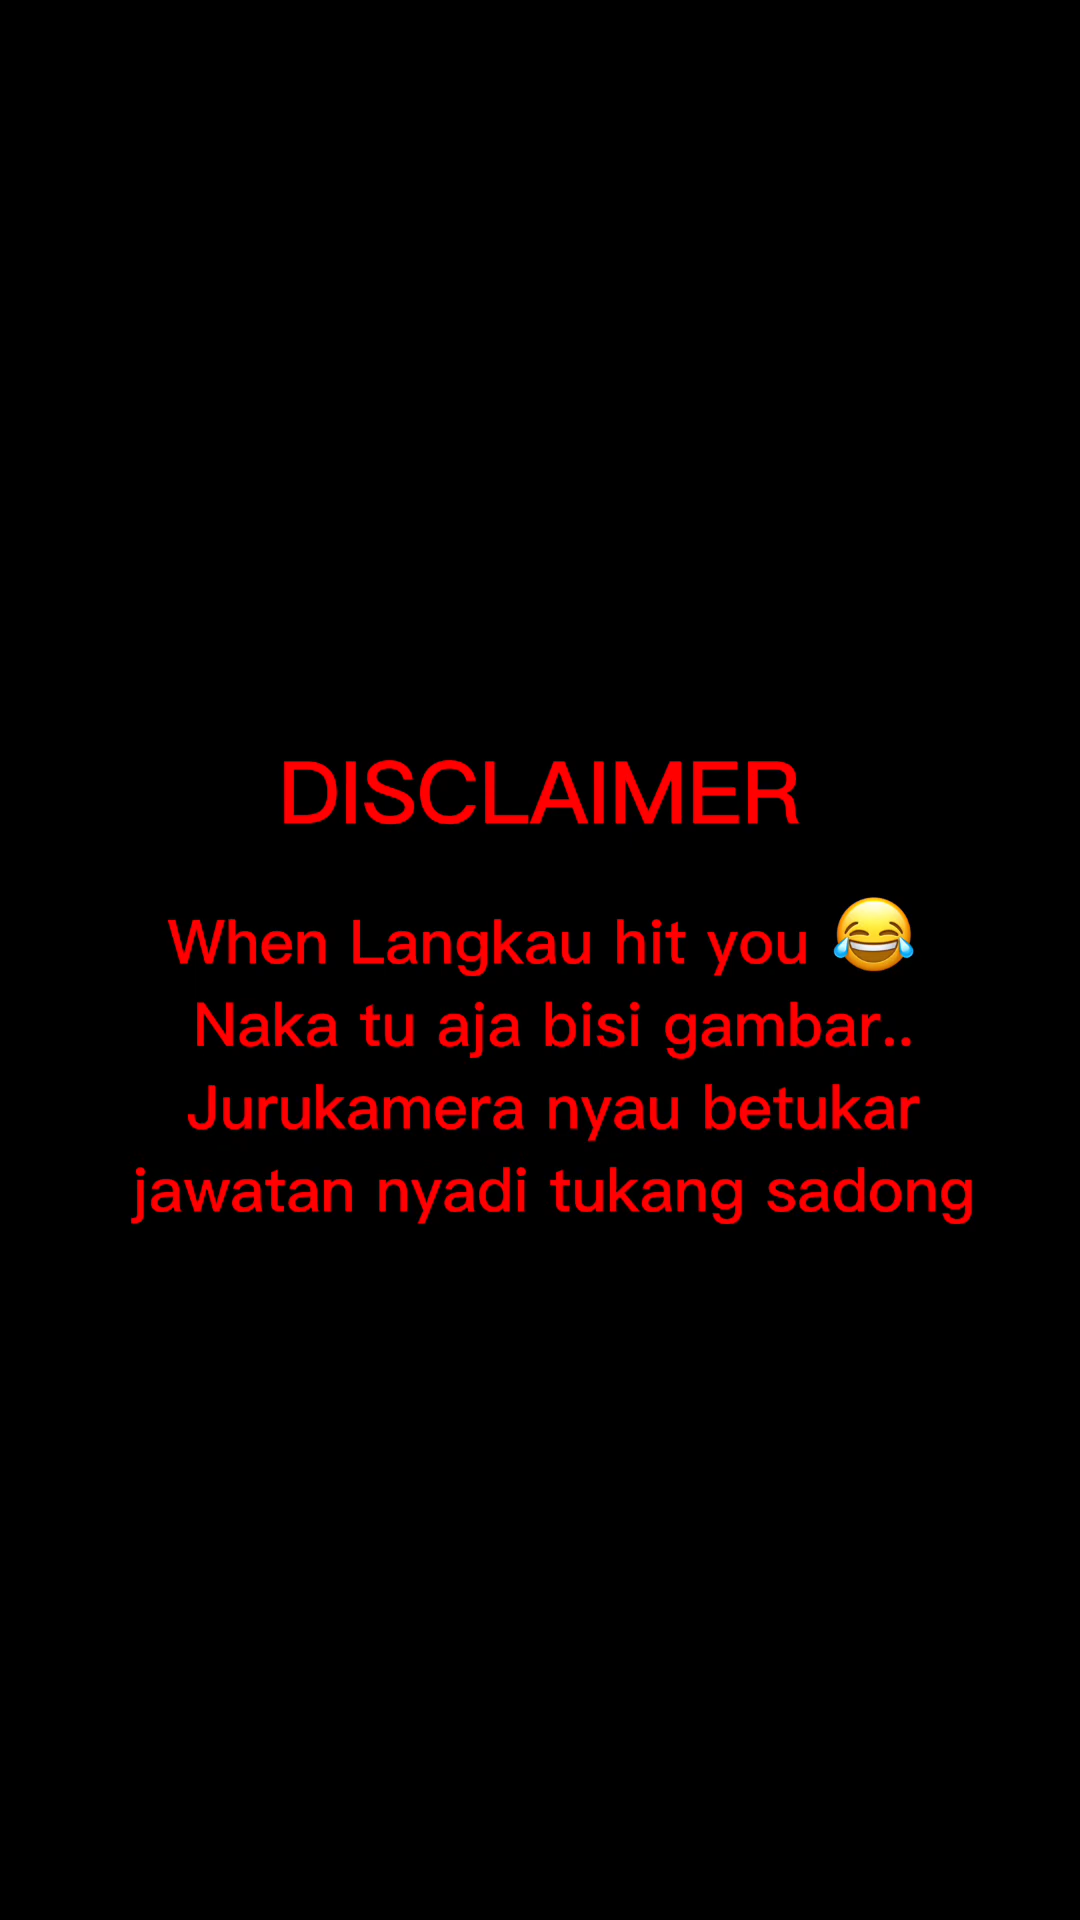 DISCLAIMER
When Langkau hit you 😂
Naka tu aja bisi gambar..
Jurukamera nyau betukar
jawatan nyadi tukang sadong